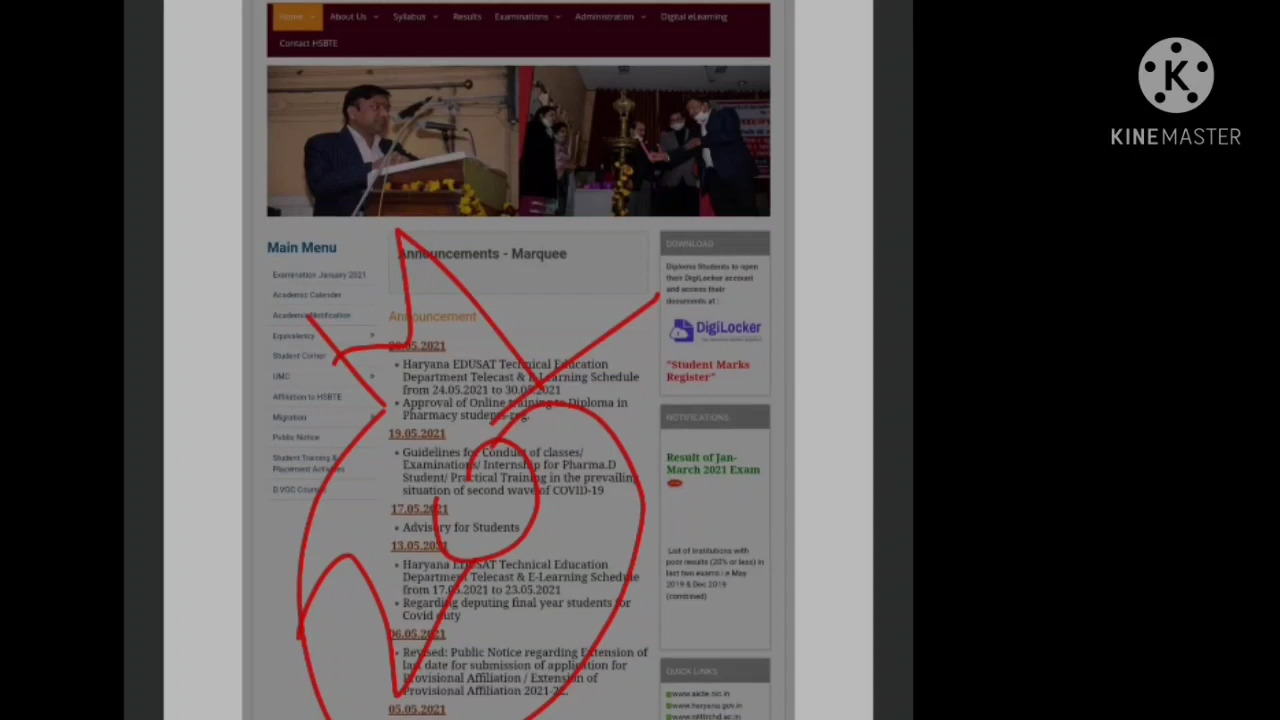 Home
About Us
Syllabus
Results
Examinations
Administration
Digital eLearning
Contact HSBTE
KINEMASTER
Main Menu
Examination January 2021
Academic Calender
Academic Notification
Equivalency
Student Corner
UMC
Affiliation to HSBTE
Migration
Public Notice
Student Training &
Placement Activities
D.VOC Courses
Announcements - Marquee
Announcement
.05.2021
Haryana EDUSAT Technical Education
Department Telecast & E-Learning Schedule
from 24.05.2021 to 30.05.2021
Approval of Online training to Diploma in
Pharmacy students-reg.
19.05.2021
Guidelines for Conduct of classes/
Examinations/ Internship for Pharma.D
Student/ Practical Training in the prevailing
situation of second wave of COVID-19
17.05.2021
Advisory for Students
13.05.2021
Haryana EDUSAT Technical Education
Department Telecast & E-Learning Schedule
from 17.05.2021 to 23.05.2021
Regarding deputing final year students for
Covid duty
06.05.2021
Revised: Public Notice regarding Extension of
last date for submission of application for
Provisional Affiliation / Extension of
Provisional Affiliation 2021-22.
05.05.2021
DOWNLOAD
Diploma Students to open
their DigiLocker account
and access their
documents at :
DigiLocker
"Student Marks
Register"
NOTIFICATIONS
Result of Jan-
March 2021 Exam
List of Institutions with
poor results (20% or less) in
last two exams i.e May
2019 & Dec 2019
(combined)
QUICK LINKS
www.aicte.nic.in
www.haryana.gov.in
www.nitttrchd.ac.in